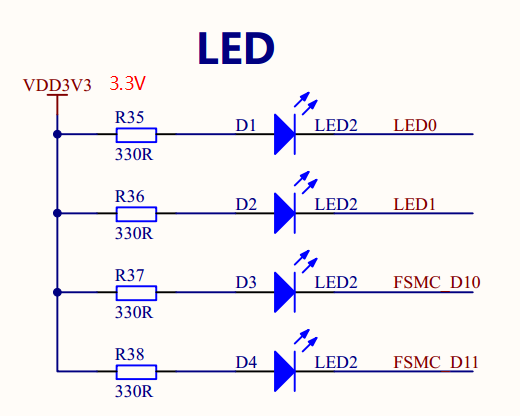 LED
VDD3V3 3.3V
R35
330R
D1 LED2 LED0
R36
330R
D2 LED2 LED1
R37
330R
D3 LED2 FSMC_D10
R38
330R
D4 LED2 FSMC_D11